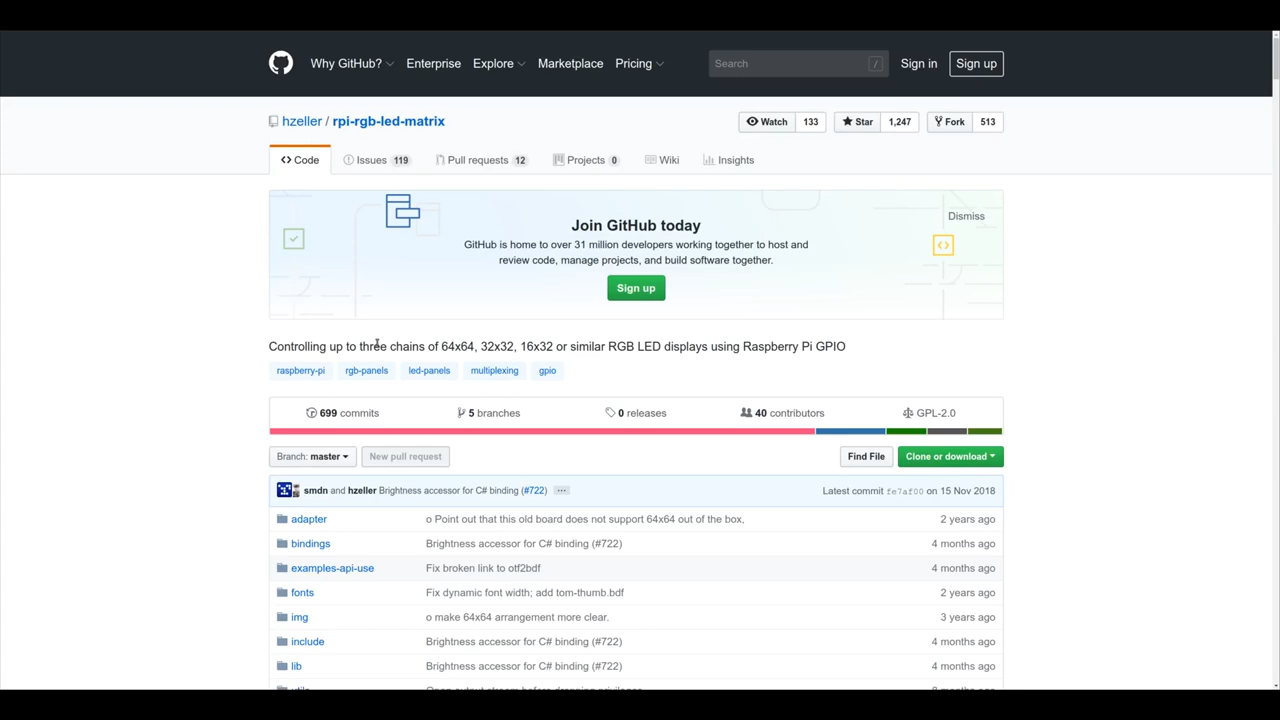 Why GitHub? Enterprise Explore Marketplace Pricing Search / Sign in Sign up
hzeller / rpi-rgb-led-matrix Watch 133 Star 1,247 Fork 513
Code Issues 119 Pull requests 12 Projects 0 Wiki Insights
Dismiss
Join GitHub today
GitHub is home to over 31 million developers working together to host and
review code, manage projects, and build software together.
Sign up
Controlling up to three chains of 64x64, 32x32, 16x32 or similar RGB LED displays using Raspberry Pi GPIO
raspberry-pi rgb-panels led-panels multiplexing gpio
699 commits 5 branches 0 releases 40 contributors GPL-2.0
Branch: master New pull request Find File Clone or download
smdn and hzeller Brightness accessor for C# binding (#722) ... Latest commit fe7af00 on 15 Nov 2018
adapter o Point out that this old board does not support 64x64 out of the box, 2 years ago
bindings Brightness accessor for C# binding (#722) 4 months ago
examples-api-use Fix broken link to otf2bdf 4 months ago
fonts Fix dynamic font width; add tom-thumb.bdf 2 years ago
img o make 64x64 arrangement more clear. 3 years ago
include Brightness accessor for C# binding (#722) 4 months ago
lib Brightness accessor for C# binding (#722) 4 months ago